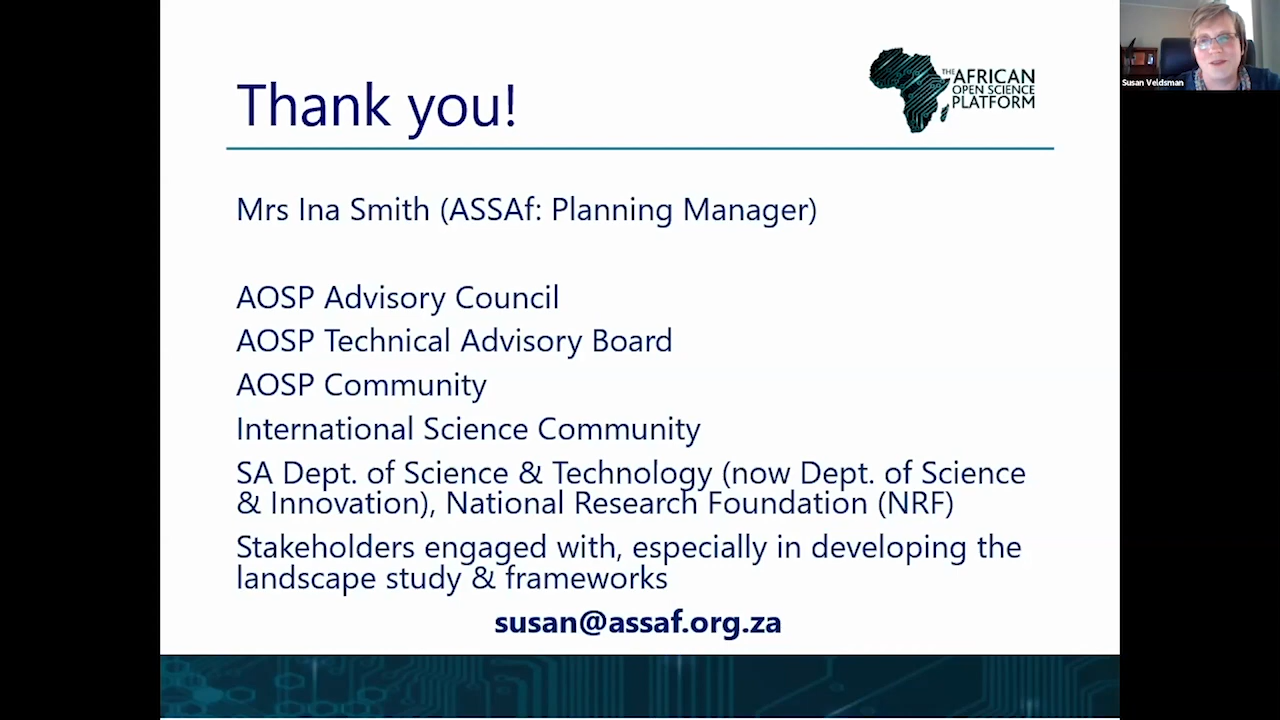 Thank you!
THE AFRICAN
OPEN SCIENCE
PLATFORM
Susan Veldsman
Mrs Ina Smith (ASSAf: Planning Manager)
AOSP Advisory Council
AOSP Technical Advisory Board
AOSP Community
International Science Community
SA Dept. of Science & Technology (now Dept. of Science
& Innovation), National Research Foundation (NRF)
Stakeholders engaged with, especially in developing the
landscape study & frameworks
susan@assaf.org.za